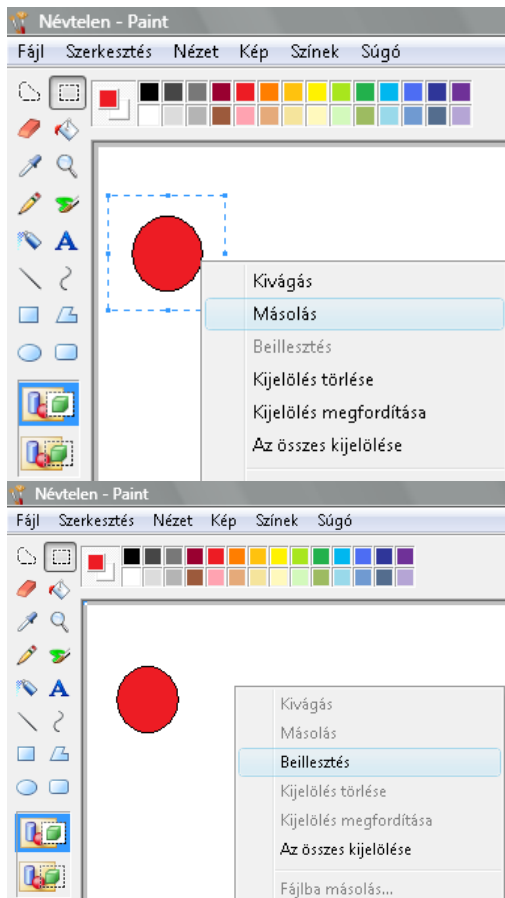 Névtelen - Paint
Fájl Szerkesztés Nézet Kép Színek Súgó
A
Kivágás
Másolás
Beillesztés
Kijelölés törlése
Kijelölés megfordítása
Az összes kijelölése
Névtelen - Paint
Fájl Szerkesztés Nézet Kép Színek Súgó
A
Kivágás
Másolás
Beillesztés
Kijelölés törlése
Kijelölés megfordítása
Az összes kijelölése
Fájlba másolás...